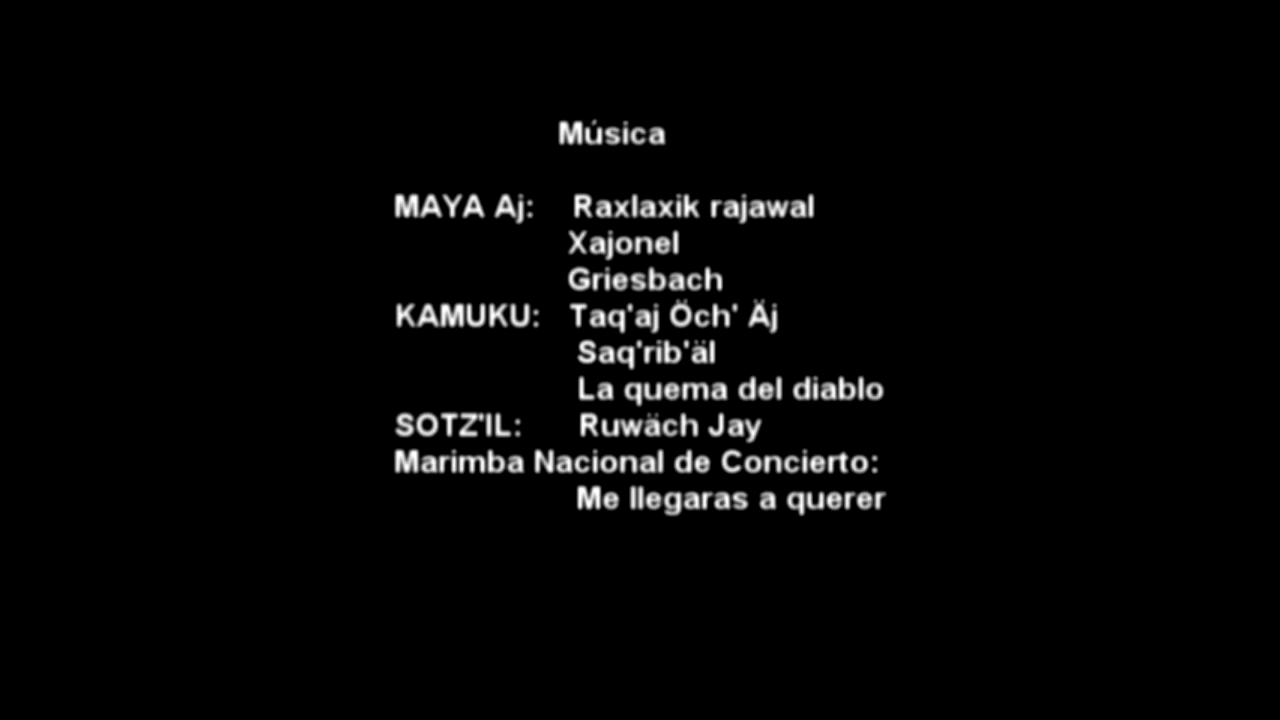 Música
MAYA Aj: Raxlaxik rajawal
Xajonel
Griesbach
KAMUKU: Taq'aj Öch' Äj
Saq'rib'äl
La quema del diablo
SOTZ'IL: Ruwäch Jay
Marimba Nacional de Concierto:
Me llegaras a querer